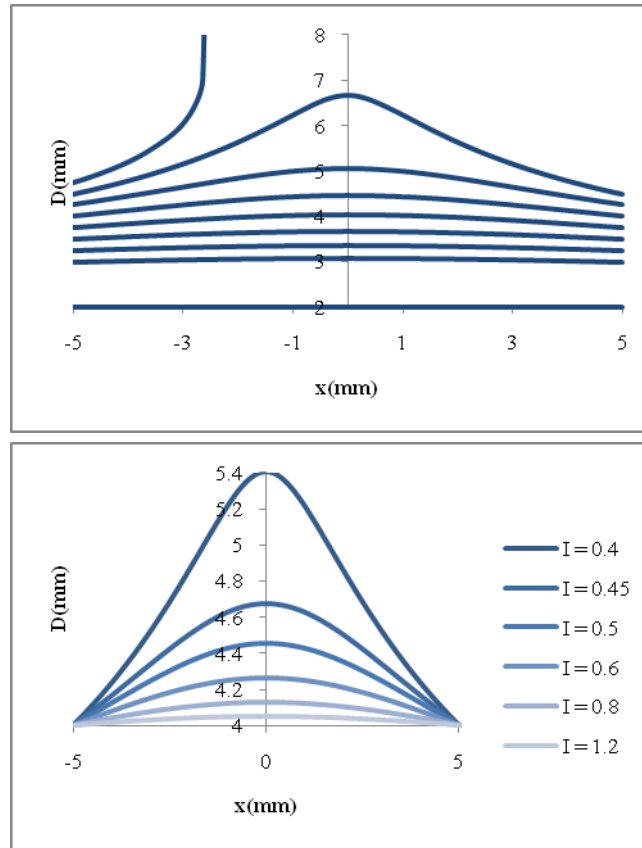 8
7
6
D(mm)
5
4
3
2
-5 -3 -1 1 3 5
x(mm)
5.4
5.2
5
D(mm)
4.8
4.6
4.4
4.2
4
-5 0 5
x(mm)
I = 0.4
I = 0.45
I = 0.5
I = 0.6
I = 0.8
I = 1.2